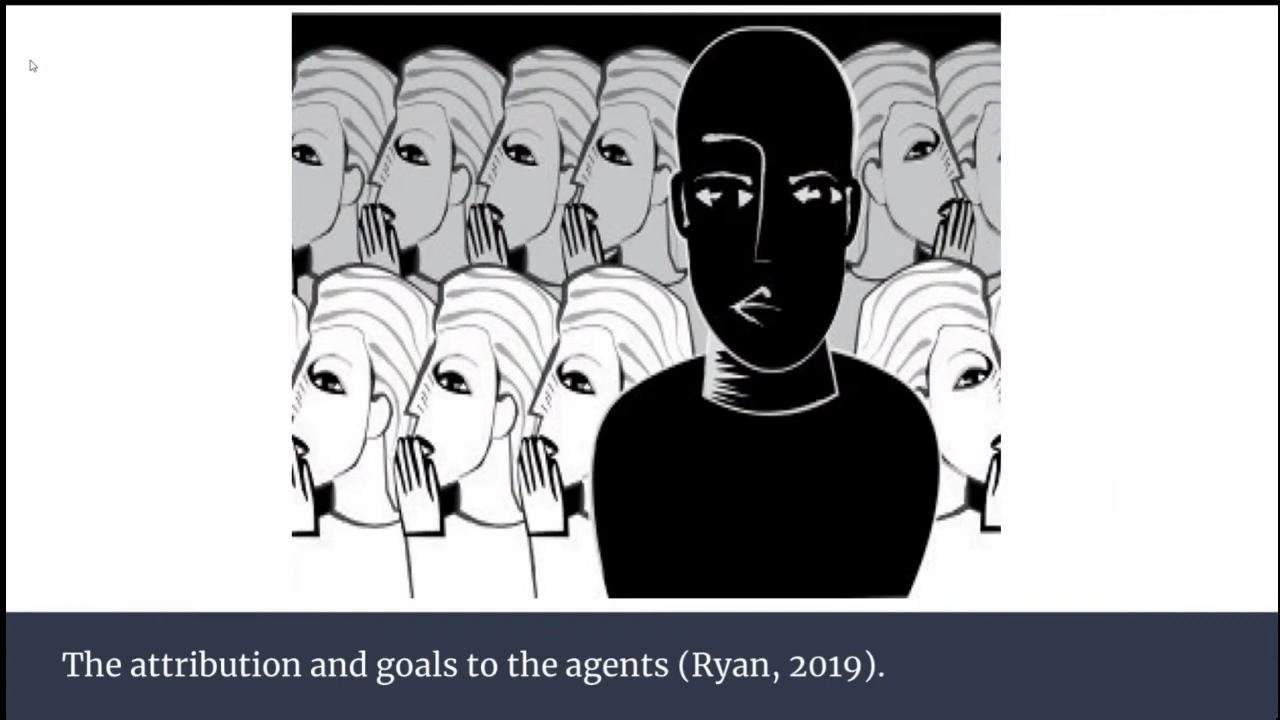 The attribution and goals to the agents (Ryan, 2019).